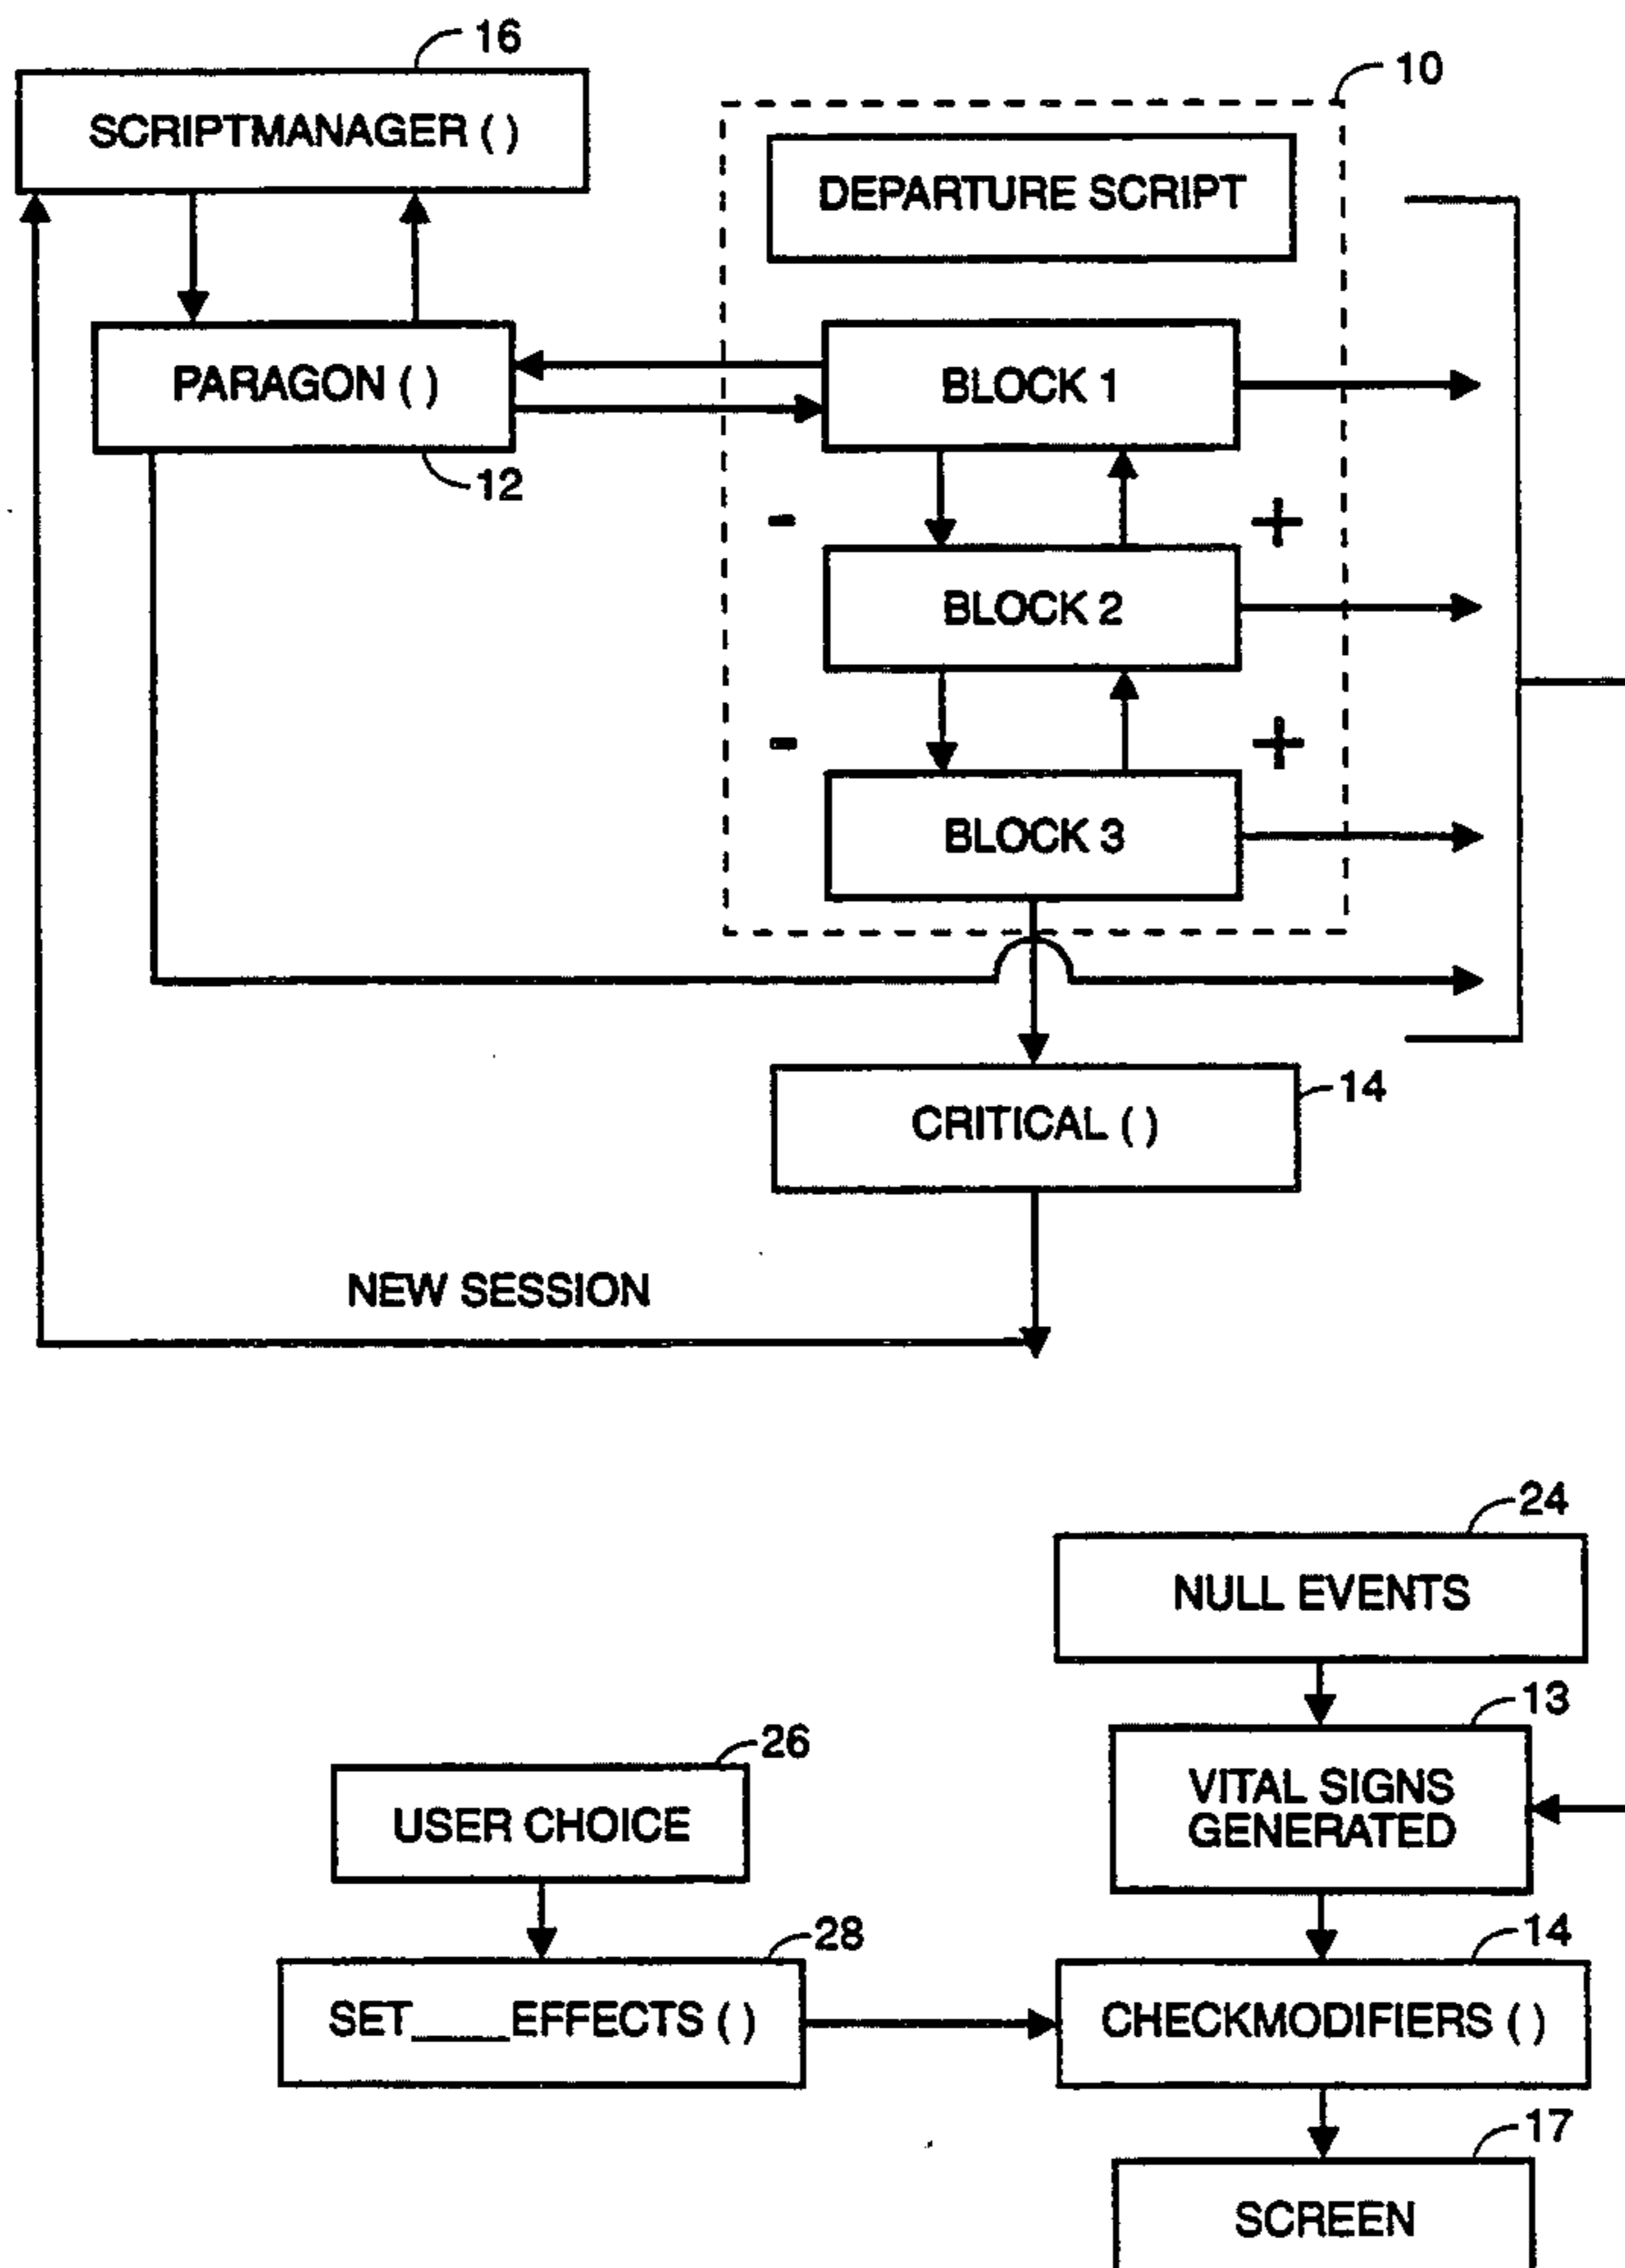 16
SCRIPTMANAGER ( )
10
DEPARTURE SCRIPT
PARAGON ( )
12
BLOCK 1
- +
BLOCK 2
- +
BLOCK 3
CRITICAL ( )
14
NEW SESSION
24
NULL EVENTS
13
VITAL SIGNS
GENERATED
26
USER CHOICE
28
SET____EFFECTS ( )
14
CHECKMODIFIERS ( )
17
SCREEN